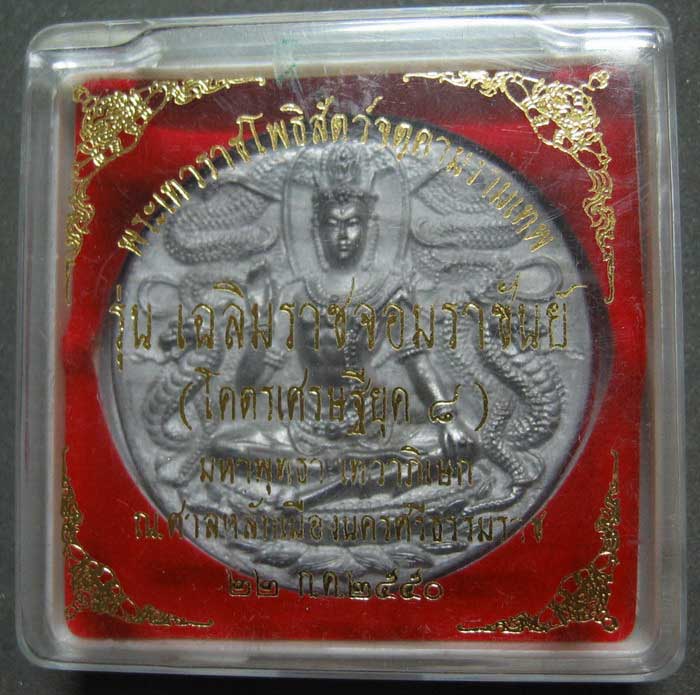 พระเทวราชโพธิสัตว์จตุคามรามเทพ
รุ่น เฉลิมราชจอมราชันย์
(โคตรเศรษฐียุค ๘)
มหาพุทธา เทวาภิเษก
ณ ศาลหลักเมืองนครศรีธรรมราช
๒๒ ก.ค.๒๕๕๐